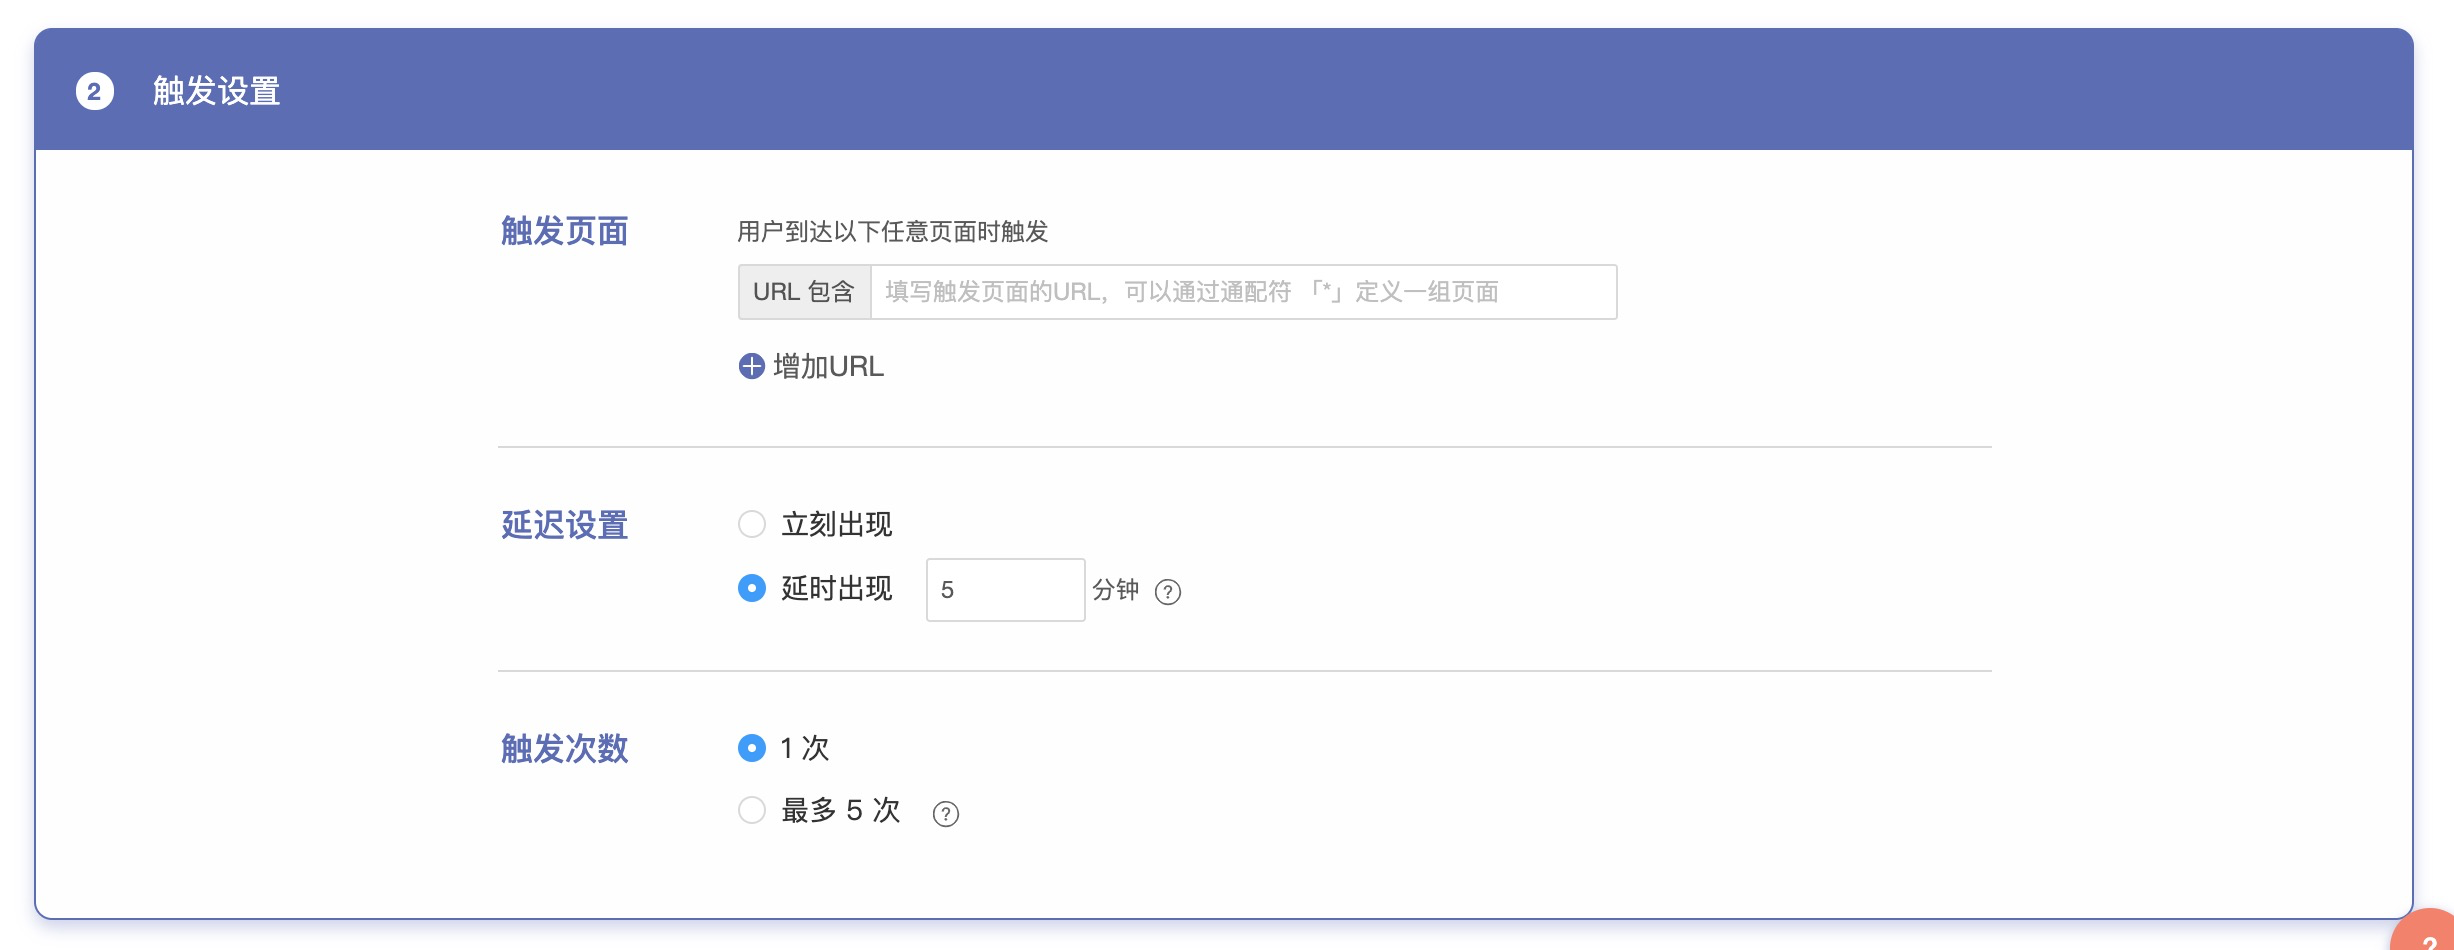 2 触发设置
触发页面 用户到达以下任意页面时触发
URL 包含 填写触发页面的URL，可以通过通配符 「*」定义一组页面
增加URL
延迟设置 立刻出现
延时出现 5 分钟 ?
触发次数 1 次
最多 5 次 ?
?